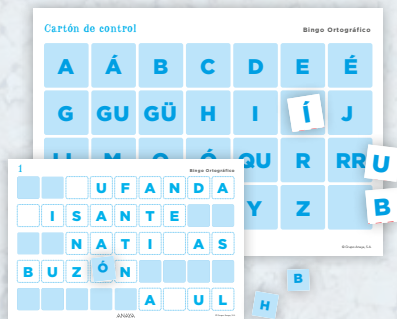 Cartón de control
Bingo Ortográfico
A Á B C D E É
G GU GÜ H I Í J
QU R RR
U
Y Z
B
1
Bingo Ortográfico
U F A N D A
I S A N T E
N A T I A S
B U Z Ó N
A U L
ANAYA
B
H